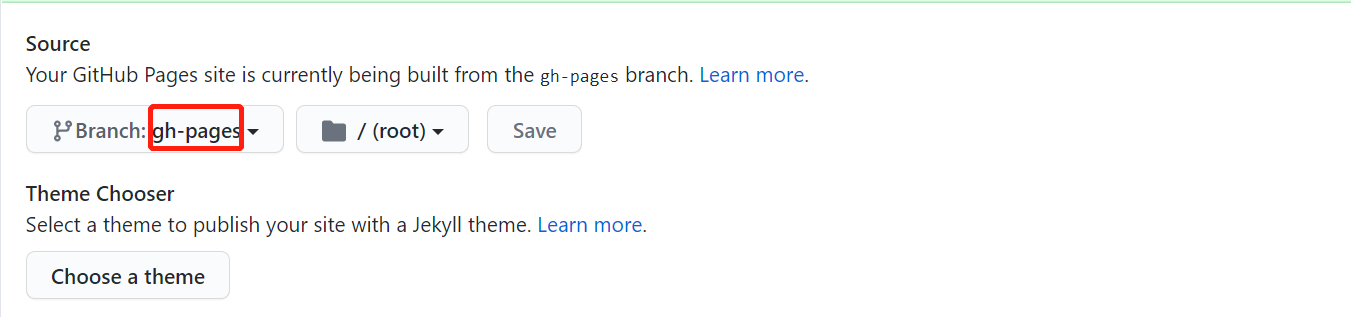 Source
Your GitHub Pages site is currently being built from the gh-pages branch. Learn more.
Branch: gh-pages / (root) Save
Theme Chooser
Select a theme to publish your site with a Jekyll theme. Learn more.
Choose a theme